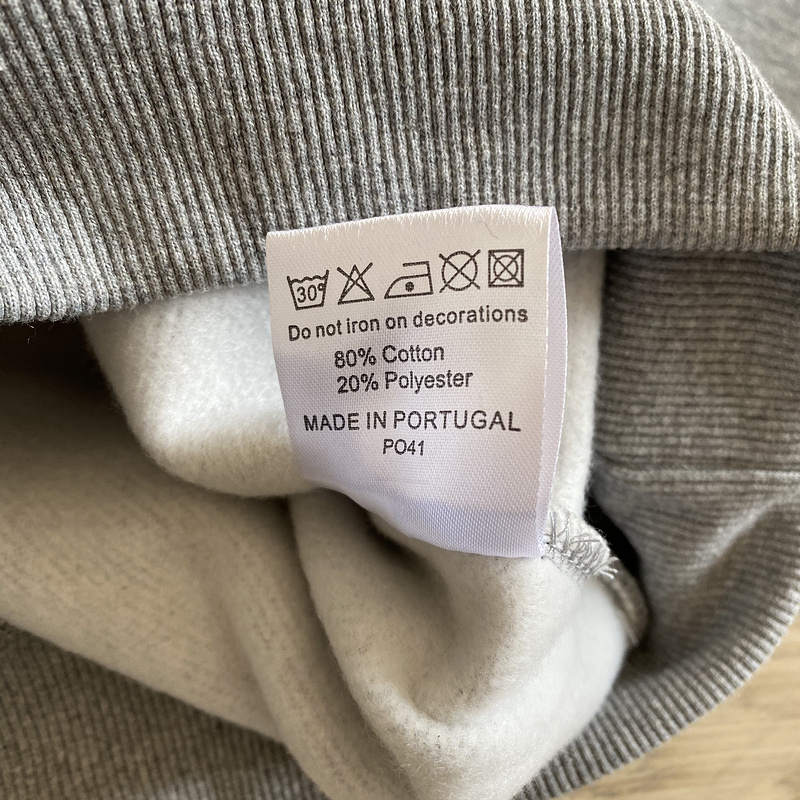 30°
Do not iron on decorations
80% Cotton
20% Polyester
MADE IN PORTUGAL
PO41